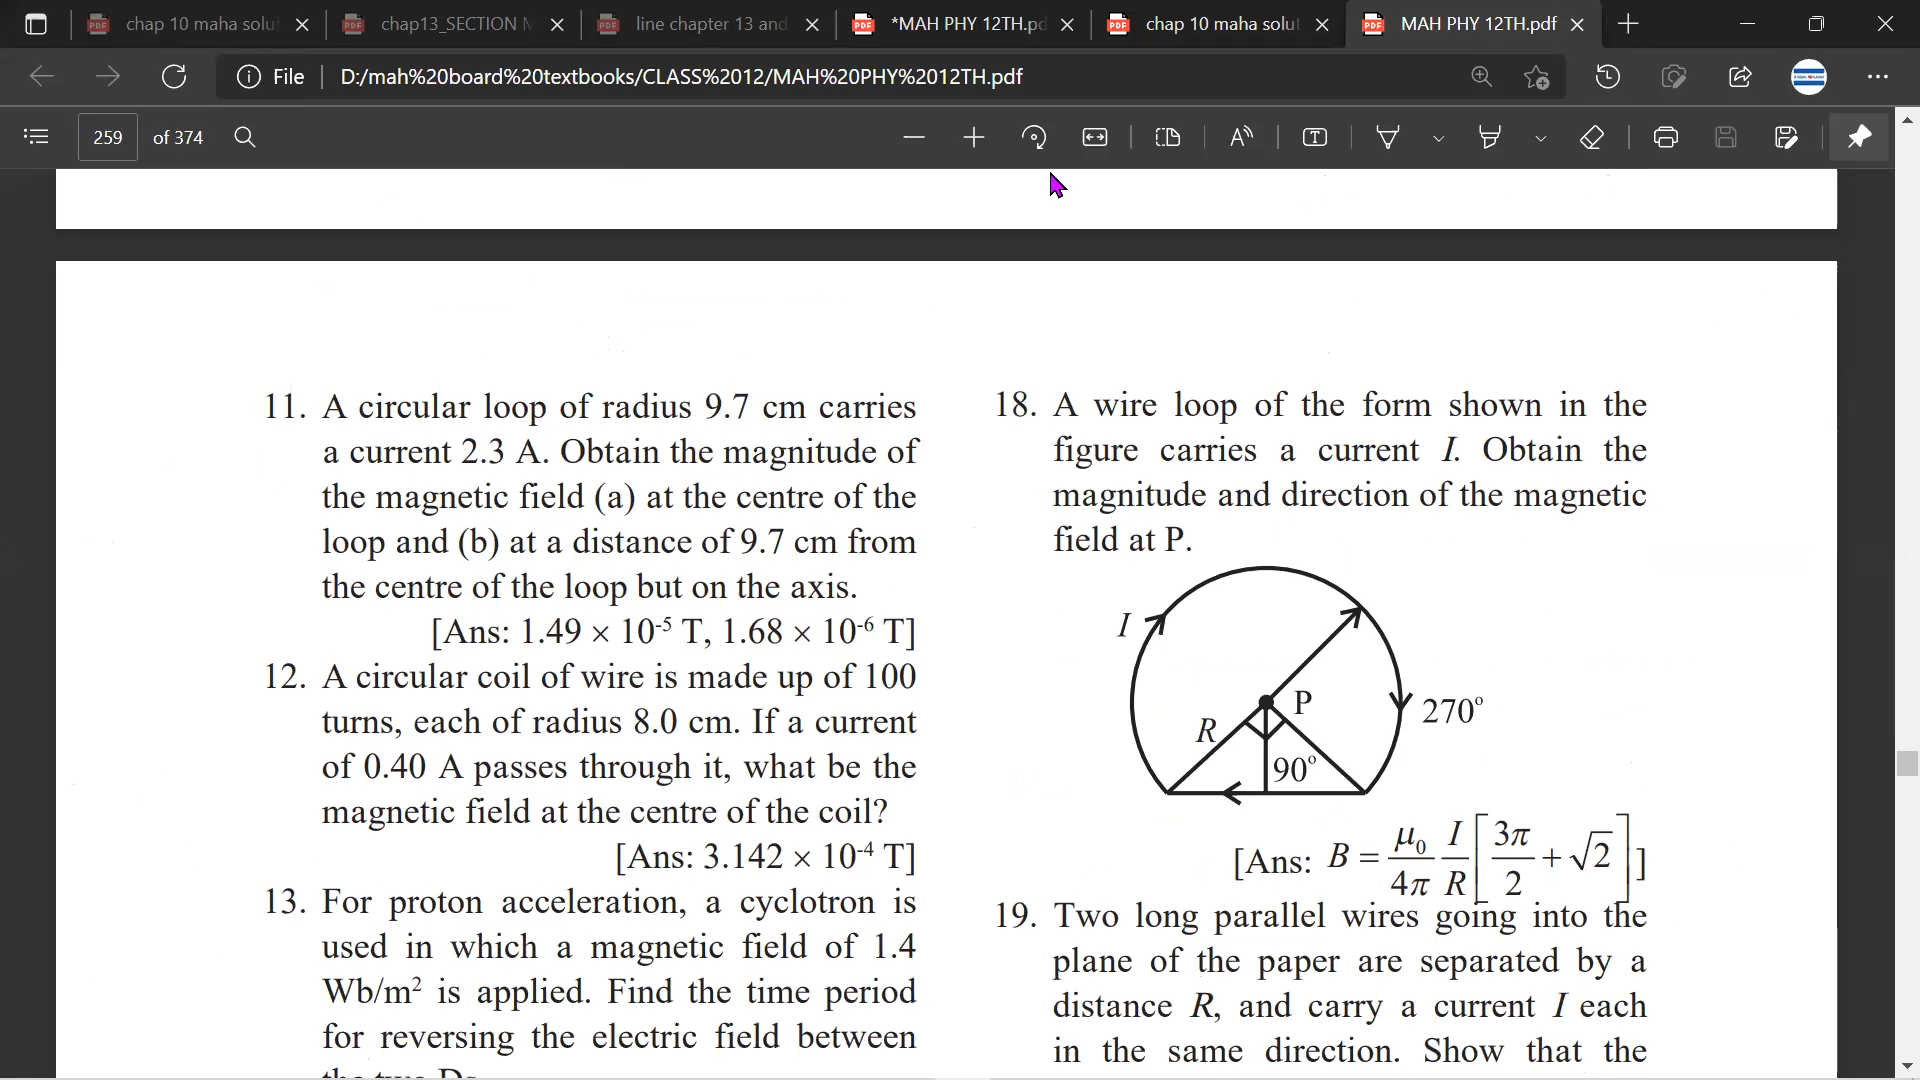 chap 10 maha solu
chap13_SECTION
line chapter 13 and
*MAH PHY 12TH.pd
chap 10 maha solut
MAH PHY 12TH.pdf
File
D:/mah%20board%20textbooks/CLASS%2012/MAH%20PHY%2012TH.pdf
259 of 374
11. A circular loop of radius 9.7 cm carries
a current 2.3 A. Obtain the magnitude of
the magnetic field (a) at the centre of the
loop and (b) at a distance of 9.7 cm from
the centre of the loop but on the axis.
[Ans: 1.49 × 10⁻⁵ T, 1.68 × 10⁻⁶ T]
12. A circular coil of wire is made up of 100
turns, each of radius 8.0 cm. If a current
of 0.40 A passes through it, what be the
magnetic field at the centre of the coil?
[Ans: 3.142 × 10⁻⁴ T]
13. For proton acceleration, a cyclotron is
used in which a magnetic field of 1.4
Wb/m² is applied. Find the time period
for reversing the electric field between
the two Ds.
18. A wire loop of the form shown in the
figure carries a current I. Obtain the
magnitude and direction of the magnetic
field at P.
I
P
270°
R
90°
[Ans: B = μ₀/4π I/R [3π/2 + √2]]
19. Two long parallel wires going into the
plane of the paper are separated by a
distance R, and carry a current I each
in the same direction. Show that the